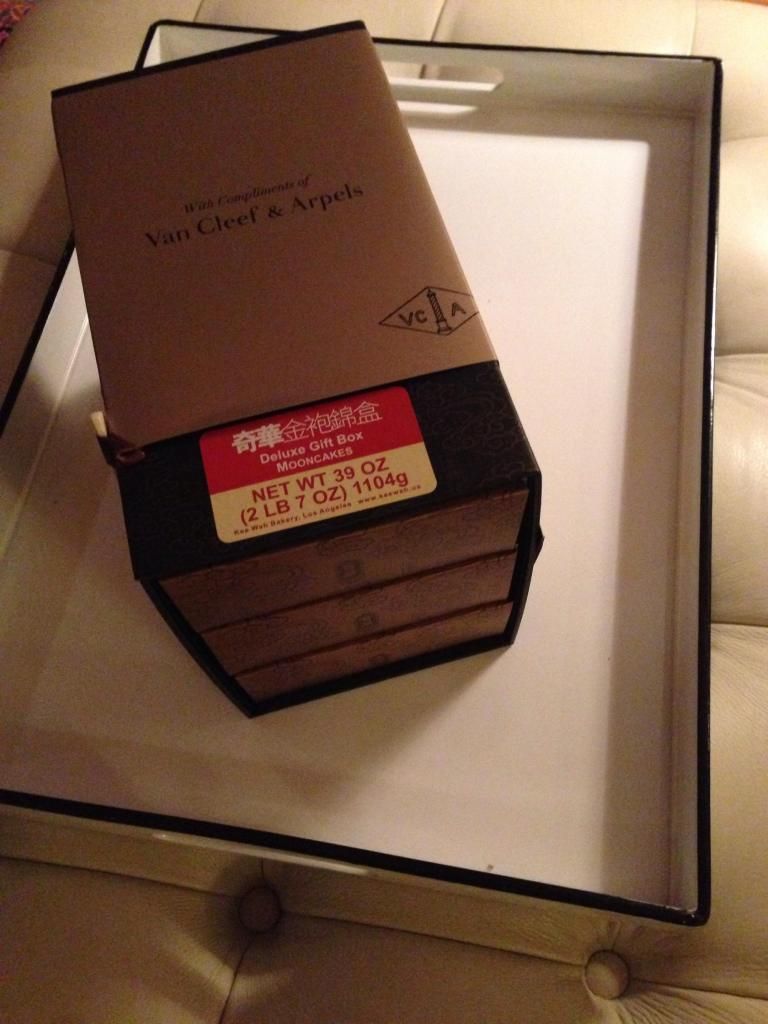 With Compliments of
Van Cleef & Arpels
VC A
奇華金袍錦盒
Deluxe Gift Box
MOONCAKES
NET WT 39 OZ
(2 LB 7 OZ) 1104g
Kee Wah Bakery, Los Angeles www.keewah.us